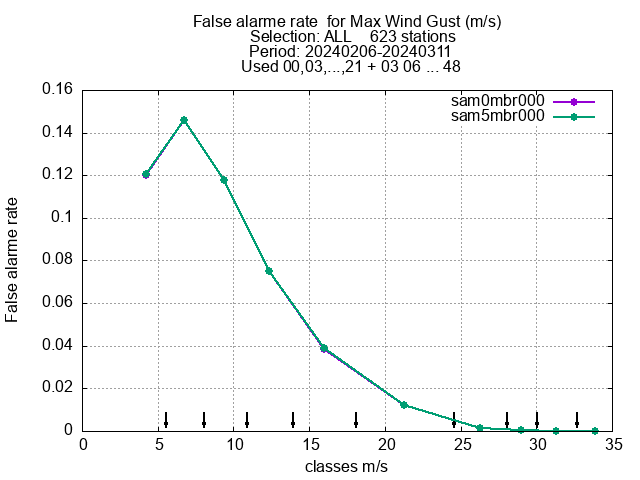 False alarme rate  for Max Wind Gust (m/s)
Selection: ALL    623 stations
Period: 20240206-20240311
Used 00,03,...,21 + 03 06 ... 48
sam0mbr000
sam5mbr000
False alarme rate
0.16
0.14
0.12
0.1
0.08
0.06
0.04
0.02
0
0 5 10 15 20 25 30 35
classes m/s